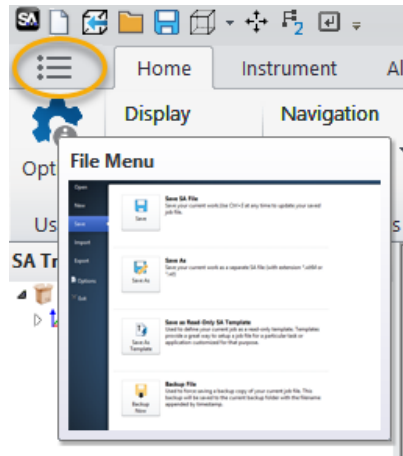 SA
2
Home Instrument Al
Display Navigation
Opt
File Menu
Us
s
SA Tr
Open
New
Save
Import
Export
Options
Exit
Save SA File
Save your current work.Use Ctrl+S at any time to update your saved
job file.
Save
Save As
Save your current work as a separate SA file (with extension ".xit64 or
".xit)
Save As
Save as Read-Only SA Template
Used to define your current job as a read-only template. Templates
provide a great way to setup a job file for a particular task or
application customized for that purpose.
Save As
Template
Backup File
Used to force saving a backup copy of your current job file. This
backup will be saved to the current backup folder with the filename
appended by timestamp.
Backup
Now